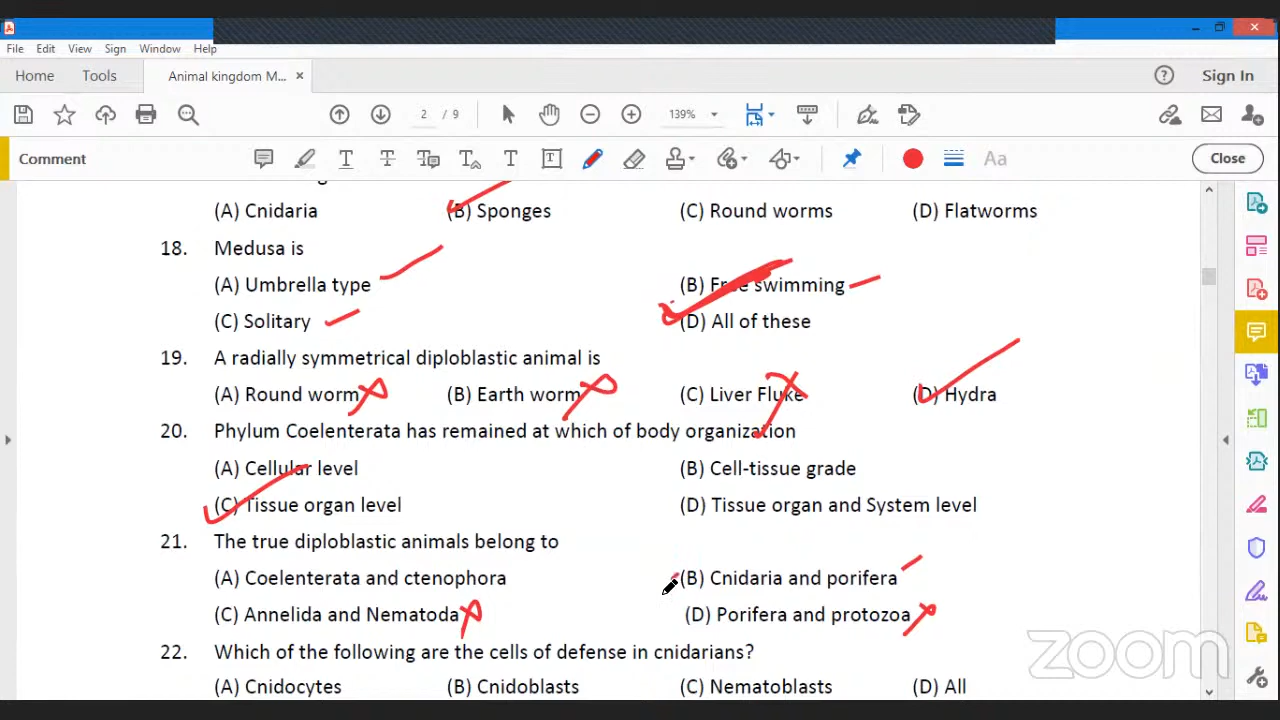 File Edit View Sign Window Help
Home Tools Animal kingdom M... × Sign In
2 / 9 139%
Comment Aa Close
(A) Cnidaria (B) Sponges (C) Round worms (D) Flatworms
18. Medusa is
(A) Umbrella type (B) Free swimming
(C) Solitary (D) All of these
19. A radially symmetrical diploblastic animal is
(A) Round worm (B) Earth worm (C) Liver Fluke (D) Hydra
20. Phylum Coelenterata has remained at which of body organization
(A) Cellular level (B) Cell-tissue grade
(C) Tissue organ level (D) Tissue organ and System level
21. The true diploblastic animals belong to
(A) Coelenterata and ctenophora (B) Cnidaria and porifera
(C) Annelida and Nematoda (D) Porifera and protozoa
22. Which of the following are the cells of defense in cnidarians?
(A) Cnidocytes (B) Cnidoblasts (C) Nematoblasts (D) All
zoom